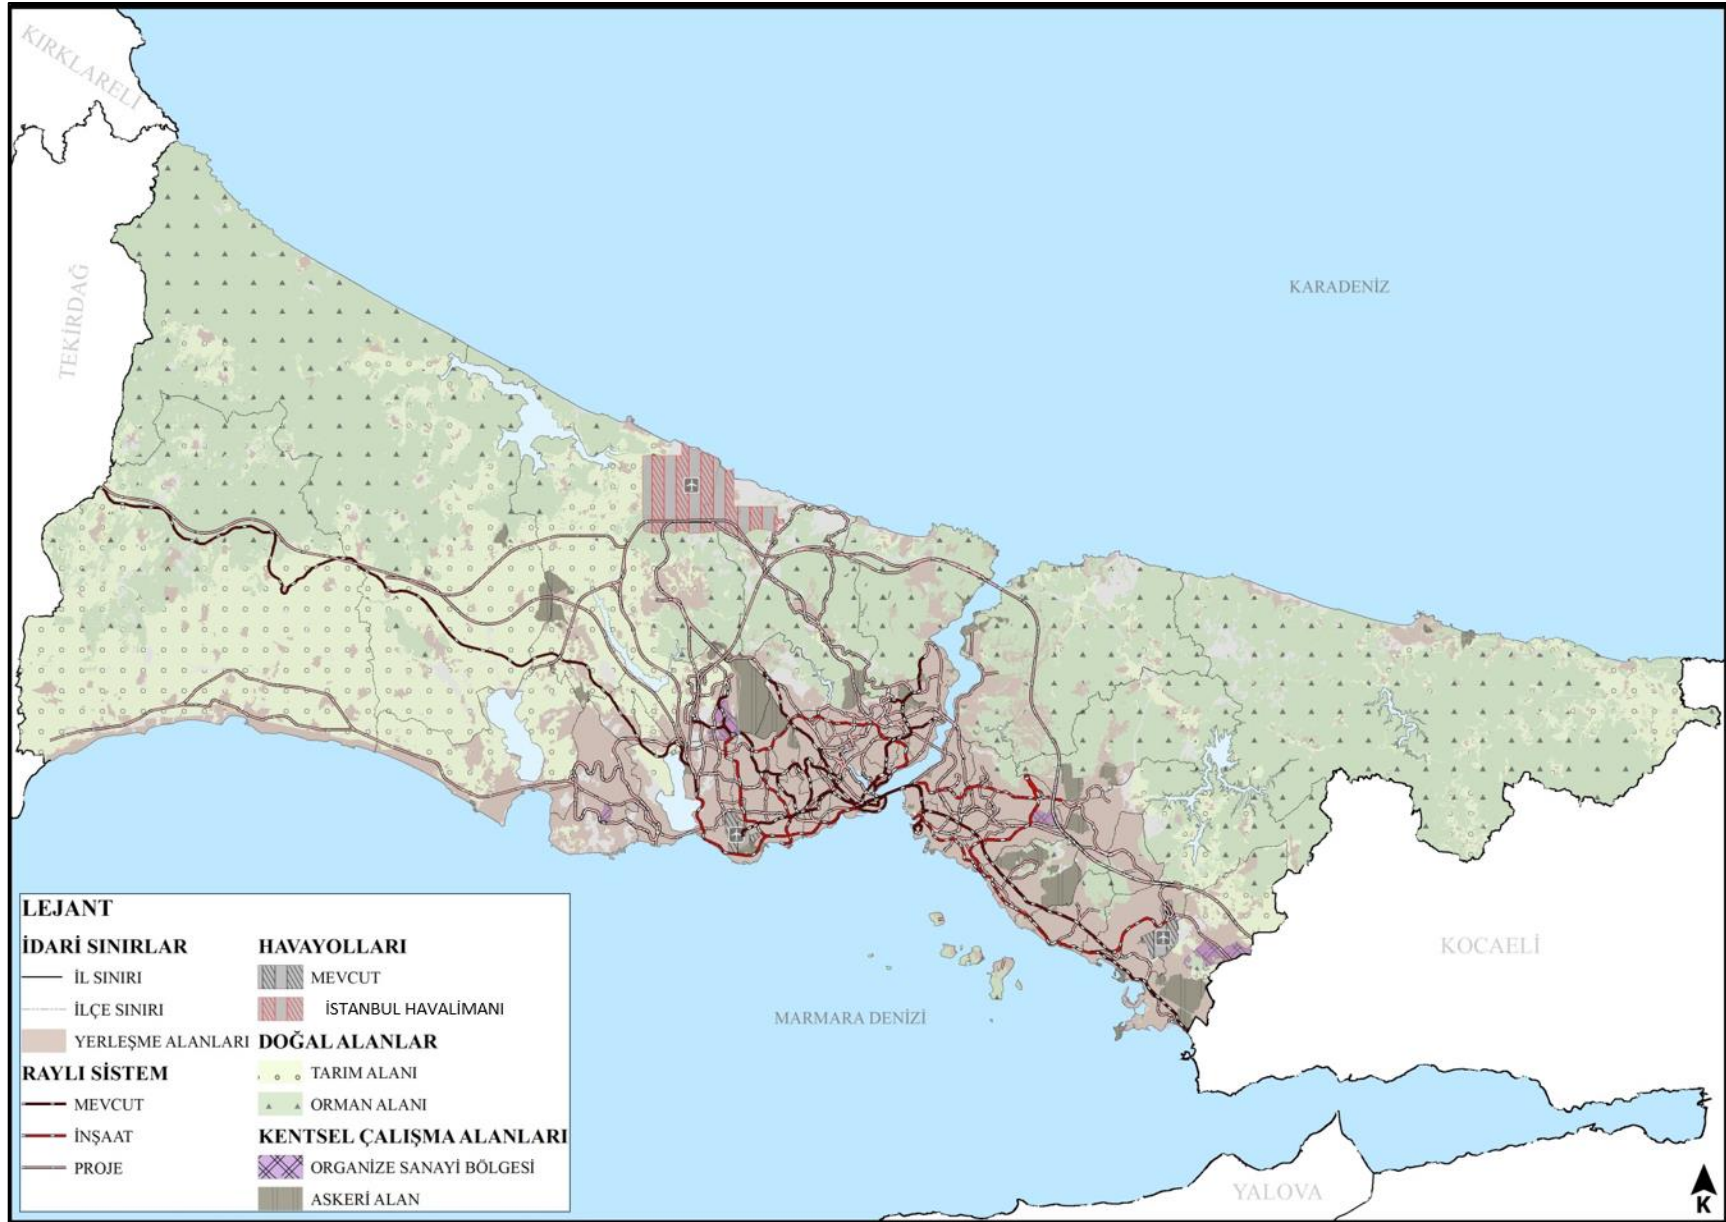 KIRKLARELİ
TEKİRDAĞ
KARADENİZ
KOCAELİ
MARMARA DENİZİ
YALOVA
K
LEJANT
İDARİ SINIRLAR
İL SINIRI
İLÇE SINIRI
YERLEŞME ALANLARI
RAYLI SİSTEM
MEVCUT
İNŞAAT
PROJE
HAVAYOLLARI
MEVCUT
İSTANBUL HAVALİMANI
DOĞAL ALANLAR
TARIM ALANI
ORMAN ALANI
KENTSEL ÇALIŞMA ALANLARI
ORGANİZE SANAYİ BÖLGESİ
ASKERİ ALAN